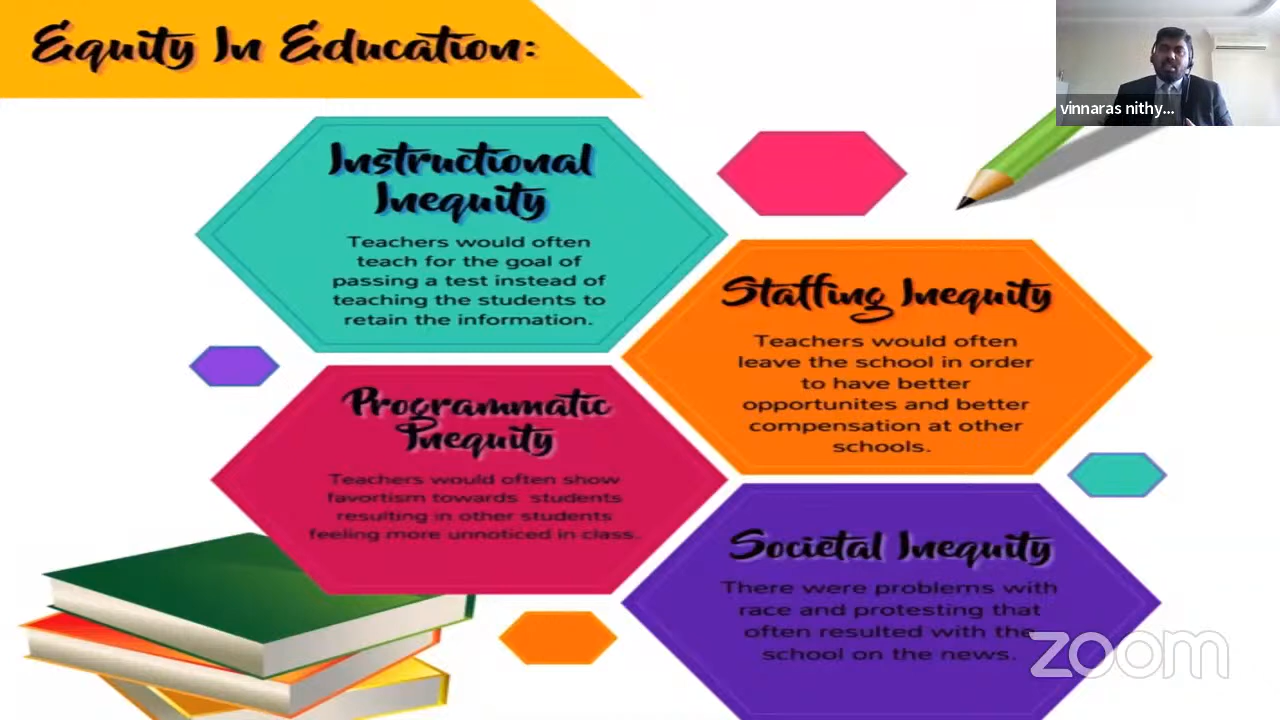 Equity In Education:
vinnaras nithy...
Instructional
Inequity
Teachers would often
teach for the goal of
passing a test instead of
teaching the students to
retain the information.
Staffing Inequity
Teachers would often
leave the school in order
to have better
opportunites and better
compensation at other
schools.
Programmatic
Inequity
Teachers would often show
favortism towards students
resulting in other students
feeling more unnoticed in class.
Societal Inequity
There were problems with
race and protesting that
often resulted with the
school on the news.
zoom